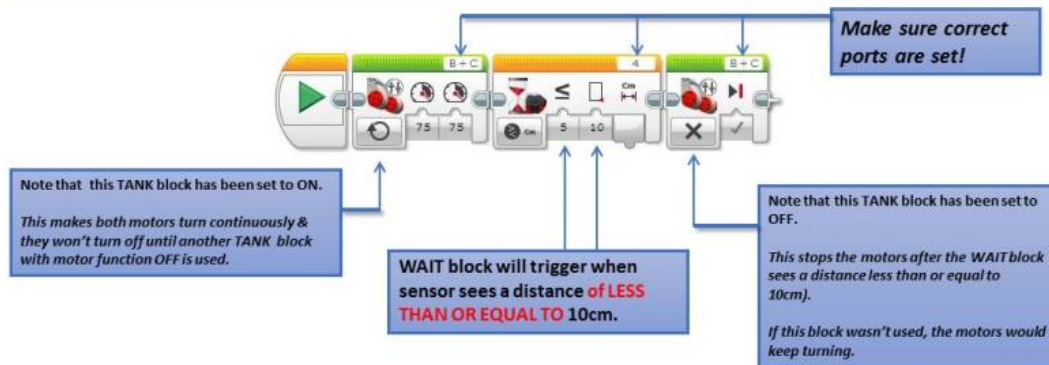 Make sure correct
ports are set!
B + C
4
B + C
≤
Cm
75 75
Cm
5 10
Note that this TANK block has been set to ON.
This makes both motors turn continuously &
they won't turn off until another TANK block
with motor function OFF is used.
WAIT block will trigger when
sensor sees a distance of LESS
THAN OR EQUAL TO 10cm.
Note that this TANK block has been set to
OFF.
This stops the motors after the WAIT block
sees a distance less than or equal to
10cm).
If this block wasn't used, the motors would
keep turning.